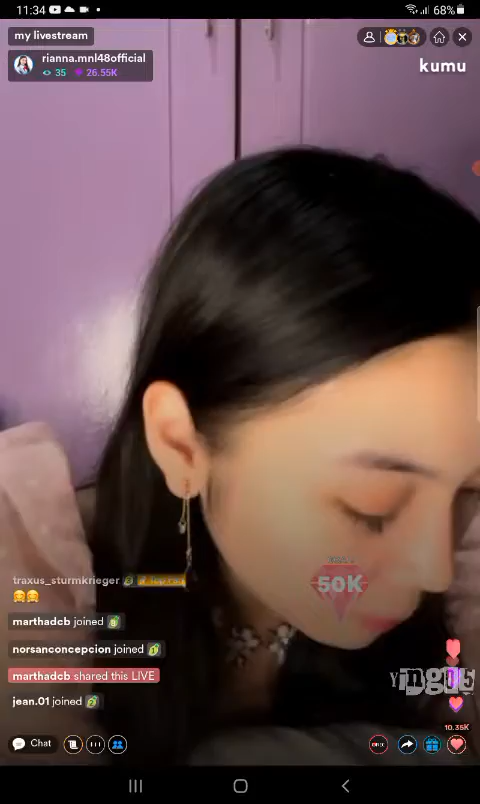 11:34
68%
my livestream
rianna.mnl48official
35 26.55K
kumu
traxus_sturmkrieger
50K
marthadcb joined
norsanconcepcion joined
marthadcb shared this LIVE
jean.01 joined
10.36K
Chat